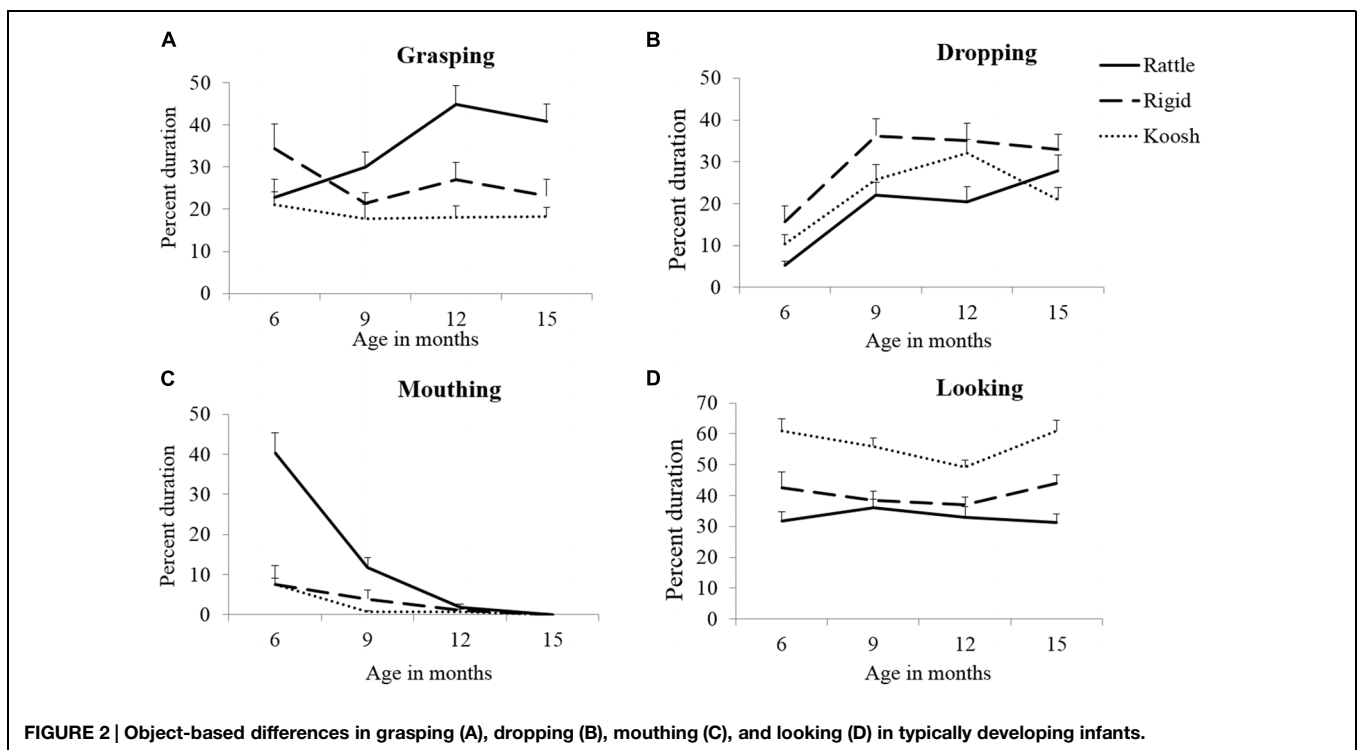 A
Grasping
50
40
30
20
10
0
Percent duration
6 9 12 15
Age in months
B
Dropping
50
40
30
20
10
0
Percent duration
6 9 12 15
Age in months
Rattle
Rigid
Koosh
C
Mouthing
50
40
30
20
10
0
Percent duration
6 9 12 15
Age in months
D
Looking
70
60
50
40
30
20
10
0
Percent duration
6 9 12 15
Age in months
FIGURE 2 | Object-based differences in grasping (A), dropping (B), mouthing (C), and looking (D) in typically developing infants.